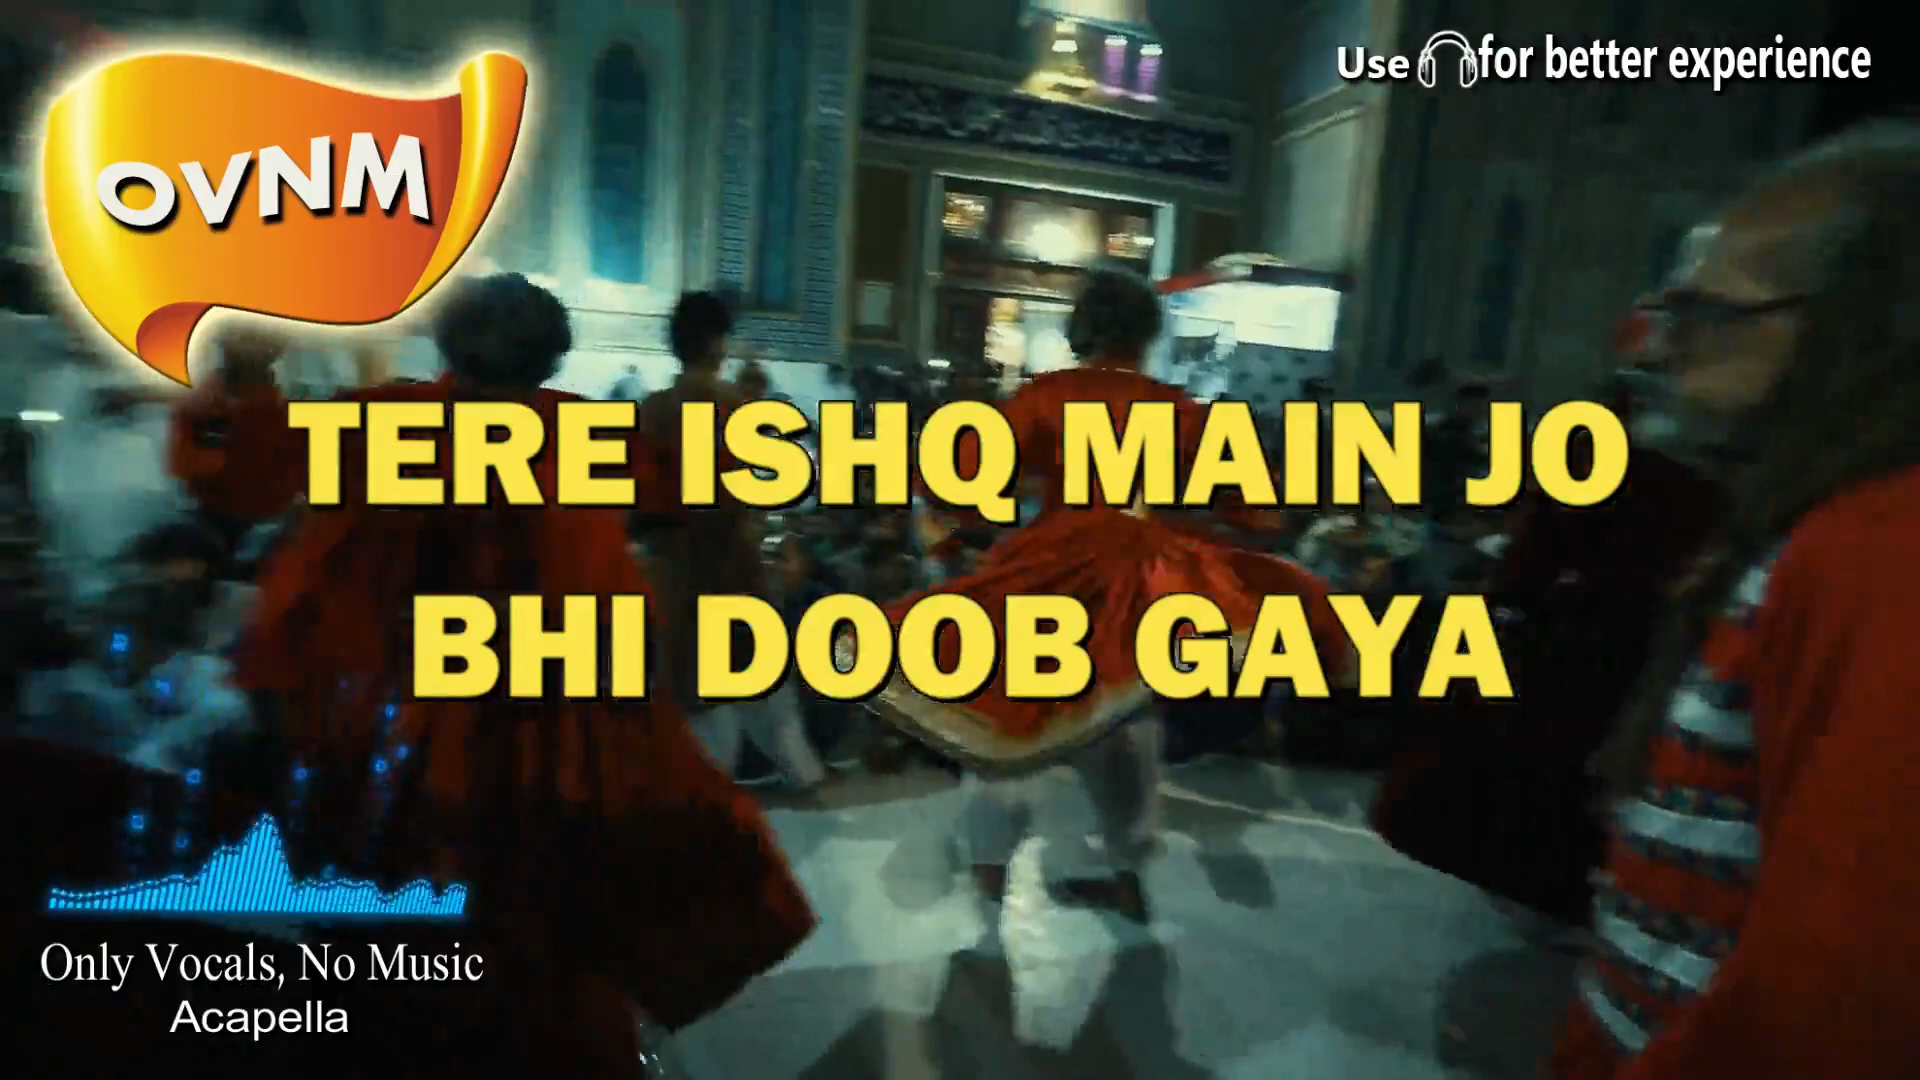 OVNM
Use for better experience
TERE ISHQ MAIN JO
BHI DOOB GAYA
Only Vocals, No Music
Acapella